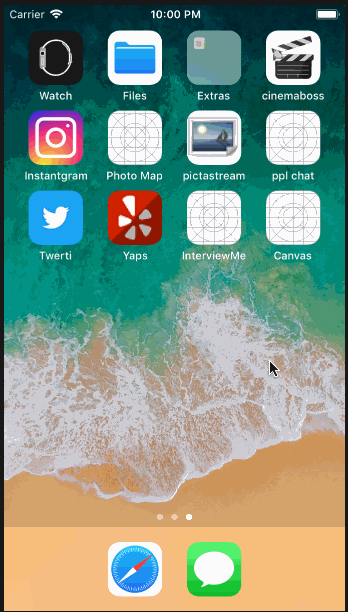 Carrier 10:00 PM
Watch Files Extras cinemaboss
Instantgram Photo Map pictastream ppl chat
Twerti Yaps InterviewMe Canvas